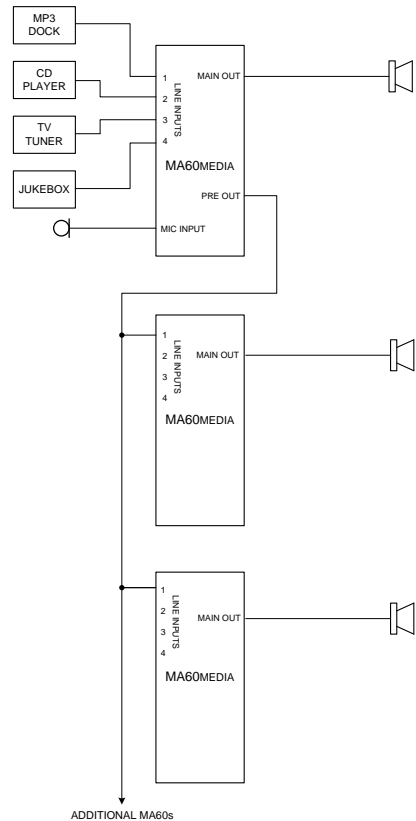 MP3
DOCK
CD
PLAYER
TV
TUNER
JUKEBOX
1
2
3
4
LINE INPUTS
MAIN OUT
MA60MEDIA
PRE OUT
MIC INPUT
1
2
3
4
LINE INPUTS
MAIN OUT
MA60MEDIA
1
2
3
4
LINE INPUTS
MAIN OUT
MA60MEDIA
ADDITIONAL MA60s